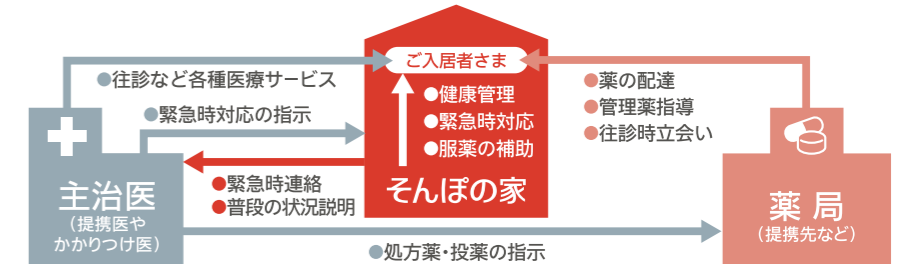 ご入居者さま
●往診など各種医療サービス
●緊急時対応の指示
●健康管理
●緊急時対応
●服薬の補助
そんぽの家
●薬の配達
●管理薬指導
●往診時立会い
●緊急時連絡
●普段の状況説明
主治医
(提携医や
かかりつけ医)
薬局
(提携先など)
●処方薬・投薬の指示